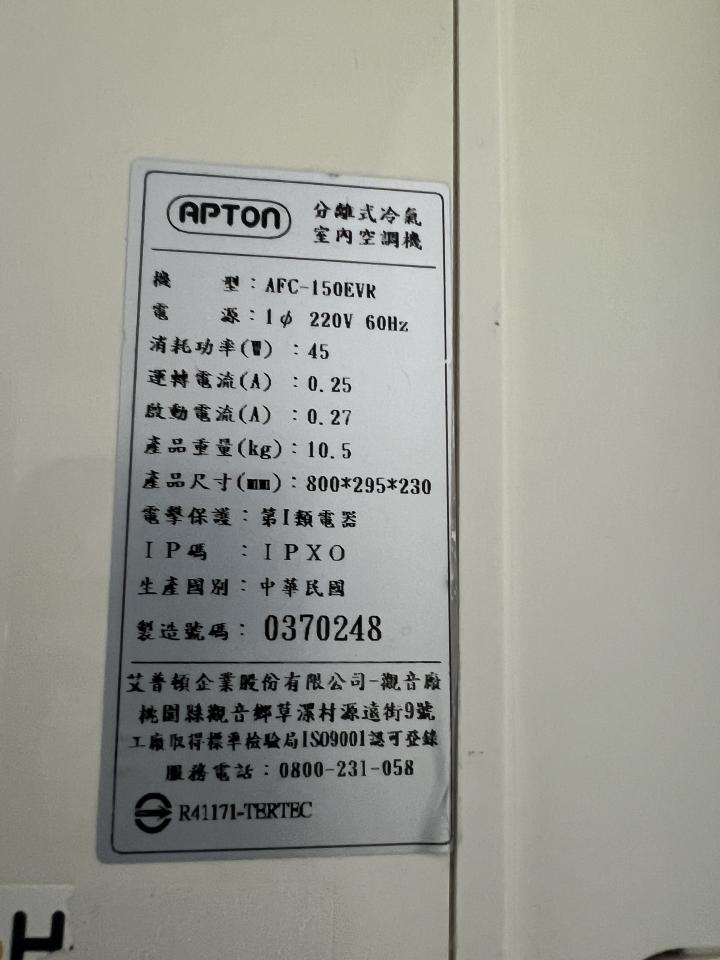 APTON
分離式冷氣
室內空調機
機 型：AFC-150EVR
電 源：1φ 220V 60Hz
消耗功率(W)：45
運轉電流(A)：0.25
啟動電流(A)：0.27
產品重量(kg)：10.5
產品尺寸(mm)：800*295*230
電擊保護：第I類電器
IP碼 ：IPXO
生產國別：中華民國
製造號碼：0370248
艾普頓企業股份有限公司-觀音廠
桃園縣觀音鄉草漯村源遠街9號
工廠取得標準檢驗局ISO9001認可登錄
服務電話：0800-231-058
R41171-TERTEC